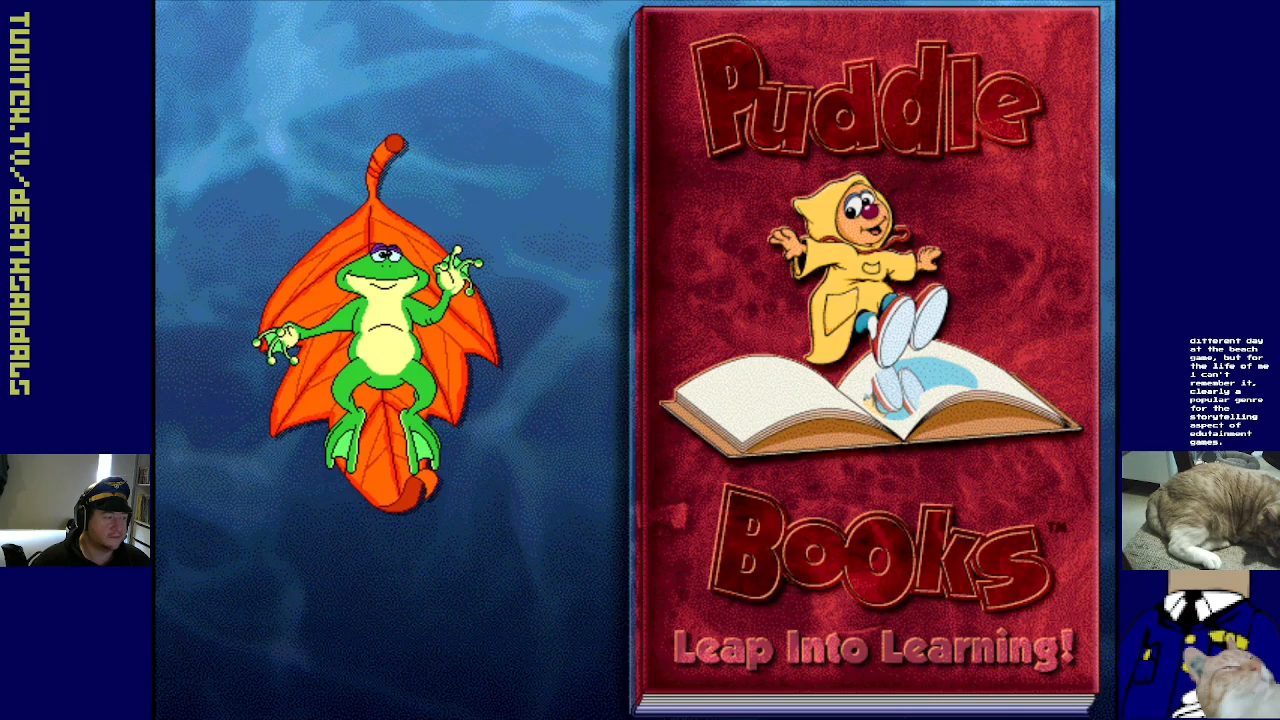 TWITCH.TV/DEATHSANDALS
Puddle
Books™
Leap Into Learning!
different day
at the beach
game, but for
the life of me
i can't
remember it,
clearly a
popular genre
for the
storytelling
aspect of
edutainment
games.